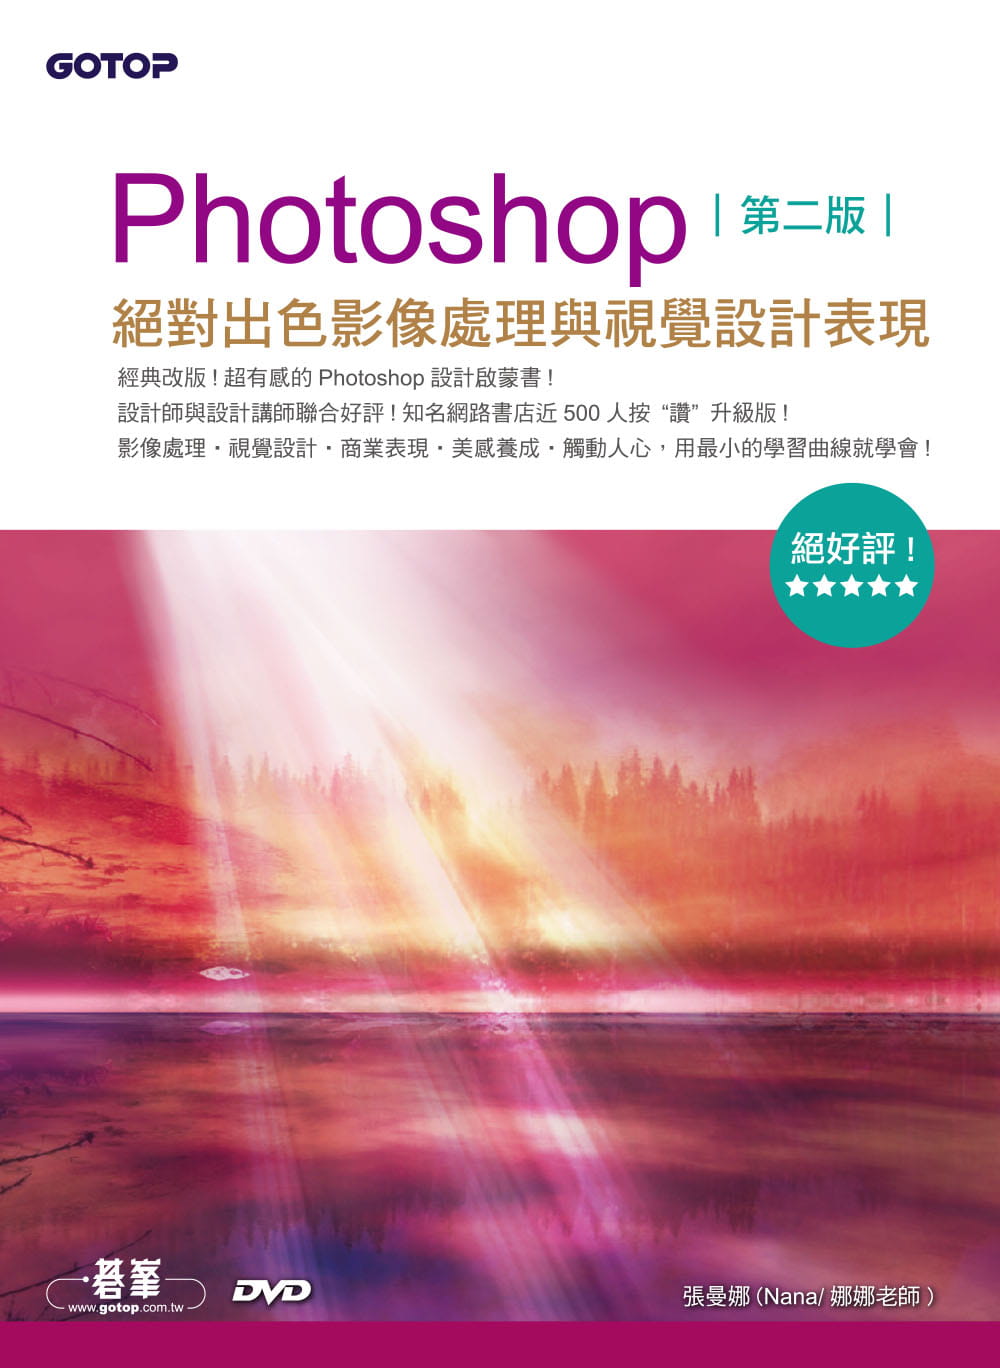 GOTOP
Photoshop |第二版|
絕對出色影像處理與視覺設計表現
經典改版!超有感的 Photoshop 設計啟蒙書!
設計師與設計講師聯合好評!知名網路書店近 500 人按 “讚” 升級版!
影像處理・視覺設計・商業表現・美感養成・觸動人心，用最小的學習曲線就學會!
絕好評!
★★★★★
碁峯
www.gotop.com.tw
DVD
張曼娜(Nana/ 娜娜老師)